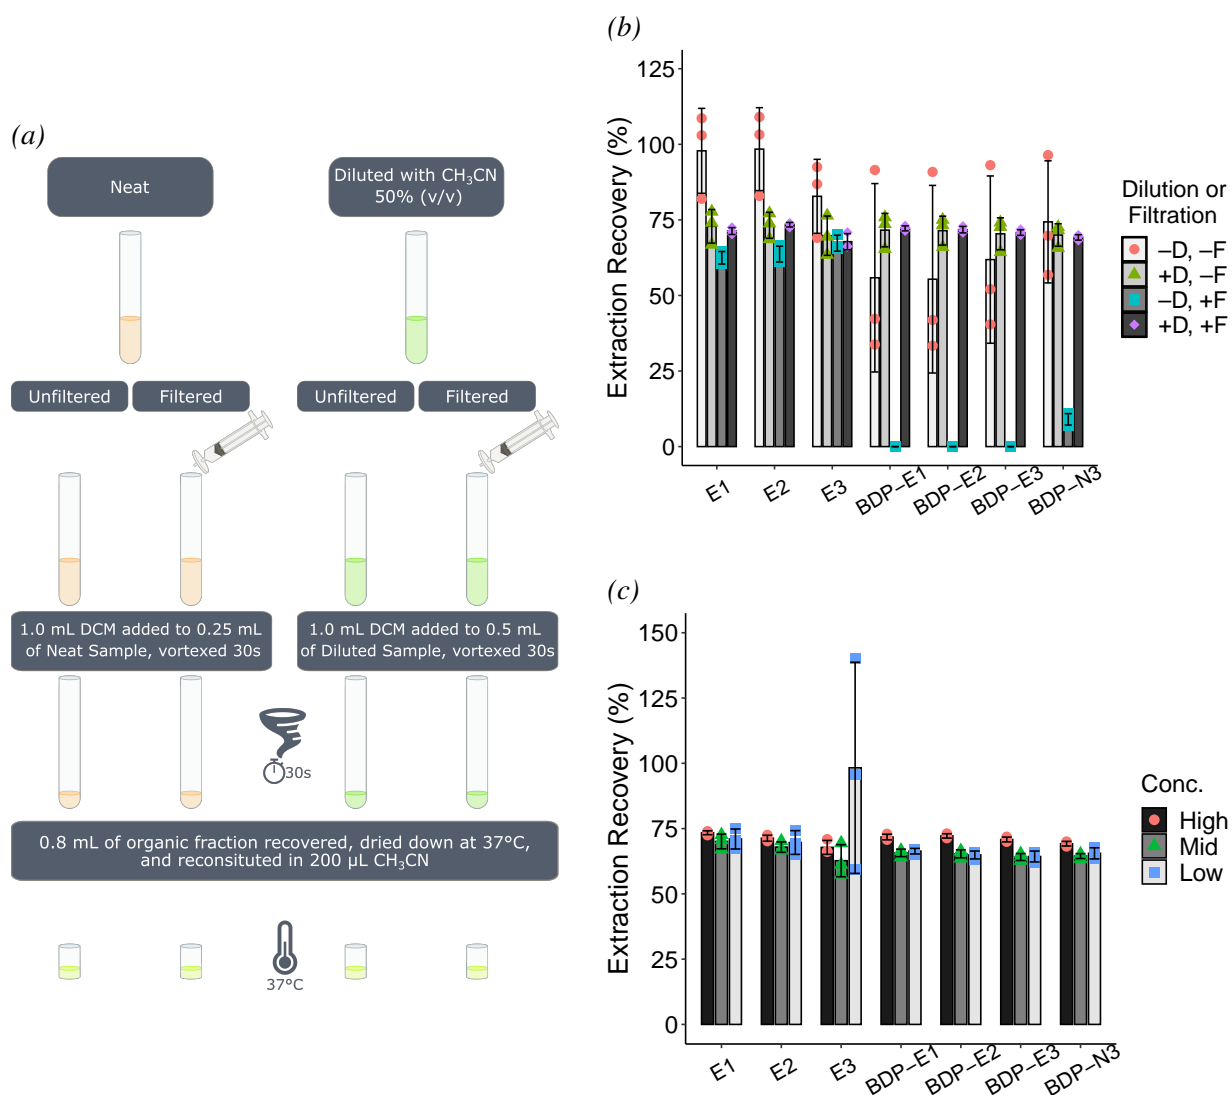 (a)
Neat
Diluted with CH₃CN
50% (v/v)
Unfiltered
Filtered
Unfiltered
Filtered
1.0 mL DCM added to 0.25 mL
of Neat Sample, vortexed 30s
1.0 mL DCM added to 0.5 mL
of Diluted Sample, vortexed 30s
30s
0.8 mL of organic fraction recovered, dried down at 37°C,
and reconsituted in 200 µL CH₃CN
37°C
(b)
Extraction Recovery (%)
125
100
75
50
25
0
E1
E2
E3
BDP−E1
BDP−E2
BDP−E3
BDP−N3
Dilution or
Filtration
−D, −F
+D, −F
−D, +F
+D, +F
(c)
Extraction Recovery (%)
150
125
100
75
50
25
0
E1
E2
E3
BDP−E1
BDP−E2
BDP−E3
BDP−N3
Conc.
High
Mid
Low